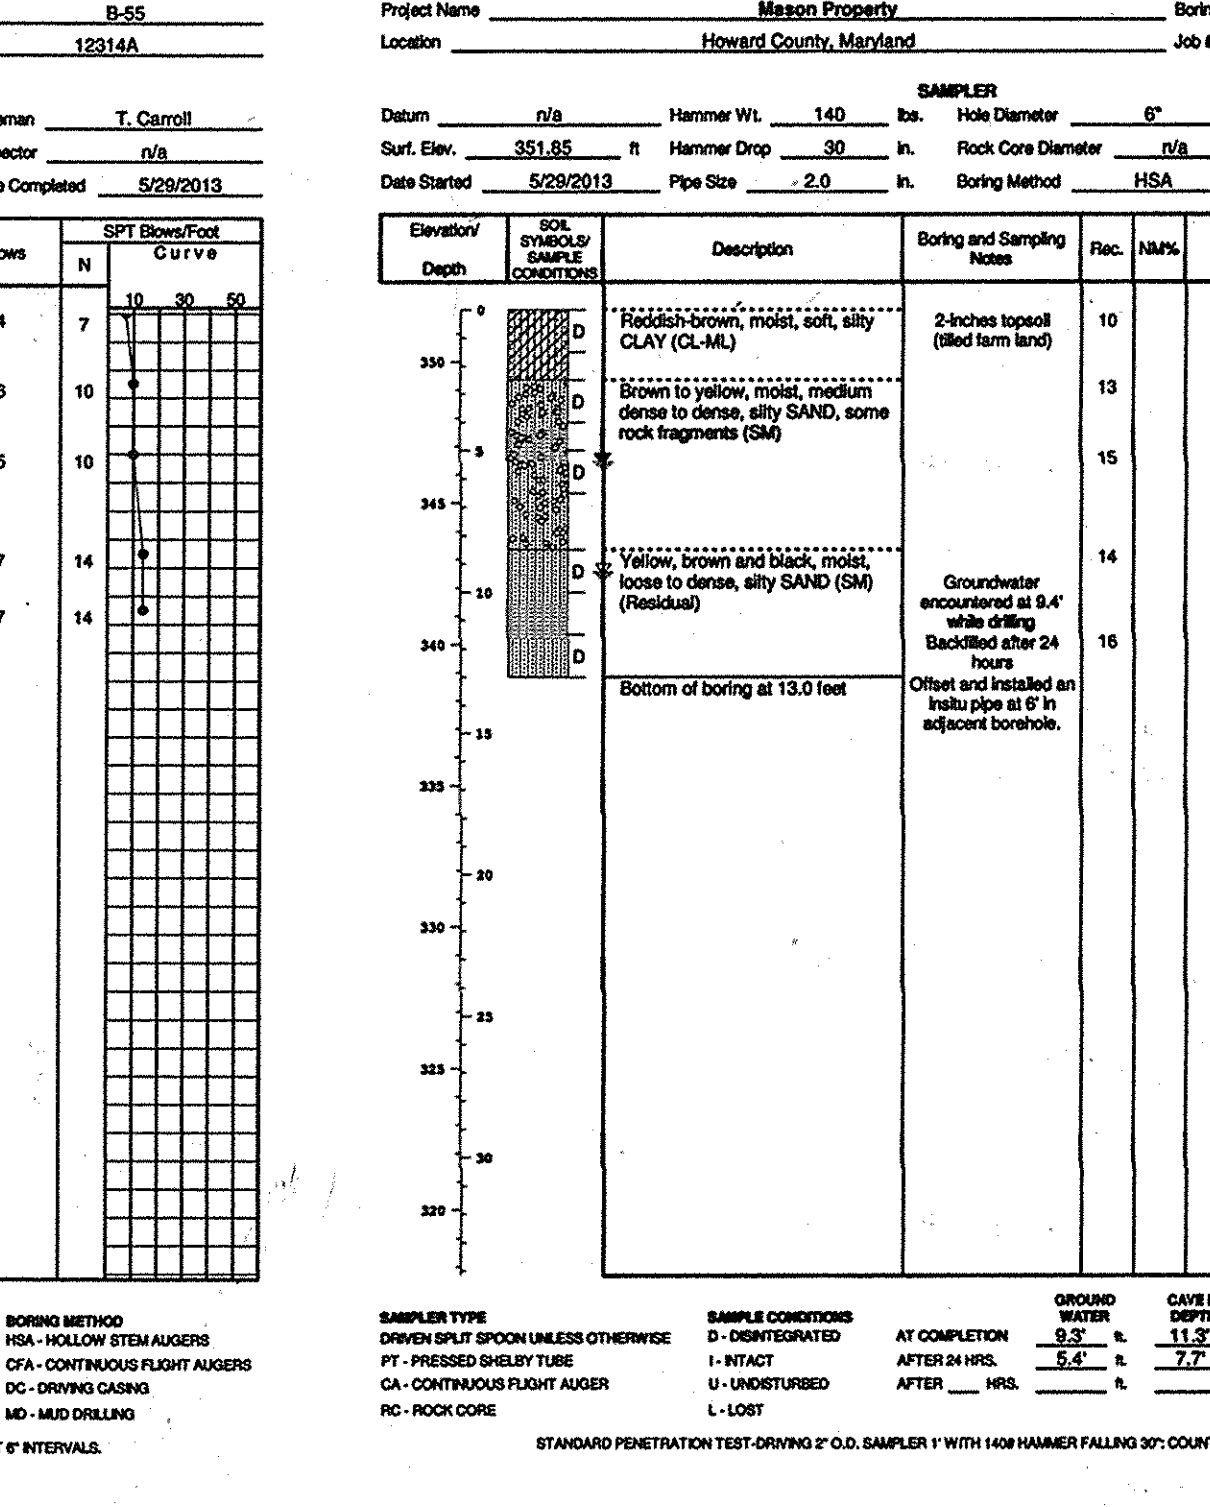 B-55
12314A
T. Carroll
n/a
Completed 5/29/2013
SPT Blows/Foot
N
Curve
10 30 50
7
10
10
14
14
BORING METHOD
HSA - HOLLOW STEM AUGERS
CFA - CONTINUOUS FLIGHT AUGERS
DC - DRIVING CASING
MD - MUD DRILLING
6" INTERVALS.
Project Name Mason Property
Location Howard County, Maryland
Job #
SAMPLER
Datum n/a Hammer Wt. 140 lbs. Hole Diameter 6"
Surf. Elev. 351.85 ft Hammer Drop 30 in. Rock Core Diameter n/a
Date Started 5/29/2013 Pipe Size 2.0 in. Boring Method HSA
Elevation/
Depth
SOIL
SYMBOLS/
SAMPLE
CONDITIONS
Description
Boring and Sampling
Notes
Rec.
NM%
0
350
5
345
10
340
15
335
20
330
25
325
30
320
D
D
D
D
D
Reddish-brown, moist, soft, silty
CLAY (CL-ML)
Brown to yellow, moist, medium
dense to dense, silty SAND, some
rock fragments (SM)
Yellow, brown and black, moist,
loose to dense, silty SAND (SM)
(Residual)
Bottom of boring at 13.0 feet
2-inches topsoil
(tilled farm land)
Groundwater
encountered at 9.4'
while drilling
Backfilled after 24
hours
Offset and installed an
insitu pipe at 6' in
adjacent borehole.
10
13
15
14
16
SAMPLER TYPE
DRIVEN SPLIT SPOON UNLESS OTHERWISE
PT - PRESSED SHELBY TUBE
CA - CONTINUOUS FLIGHT AUGER
RC - ROCK CORE
SAMPLE CONDITIONS
D - DISINTEGRATED
I - INTACT
U - UNDISTURBED
L - LOST
GROUND
WATER
CAVE
AT COMPLETION 9.3' ft. 11.3'
AFTER 24 HRS. 5.4' ft. 7.7'
AFTER ___ HRS. ___ ft.
STANDARD PENETRATION TEST-DRIVING 2" O.D. SAMPLER 1' WITH 140# HAMMER FALLING 30"; COUNT